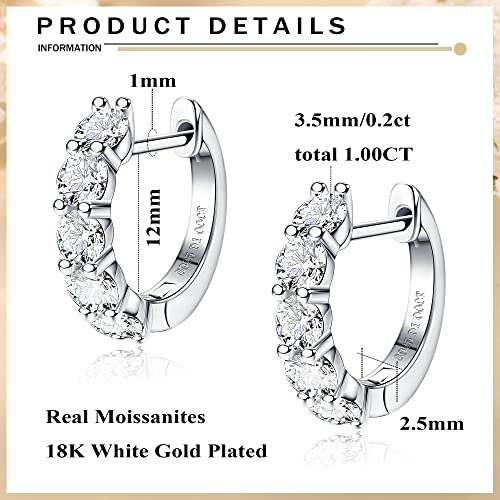 PRODUCT DETAILS
INFORMATION
1mm
3.5mm/0.2ct
total 1.00CT
12mm
2.5mm
Real Moissanites
18K White Gold Plated